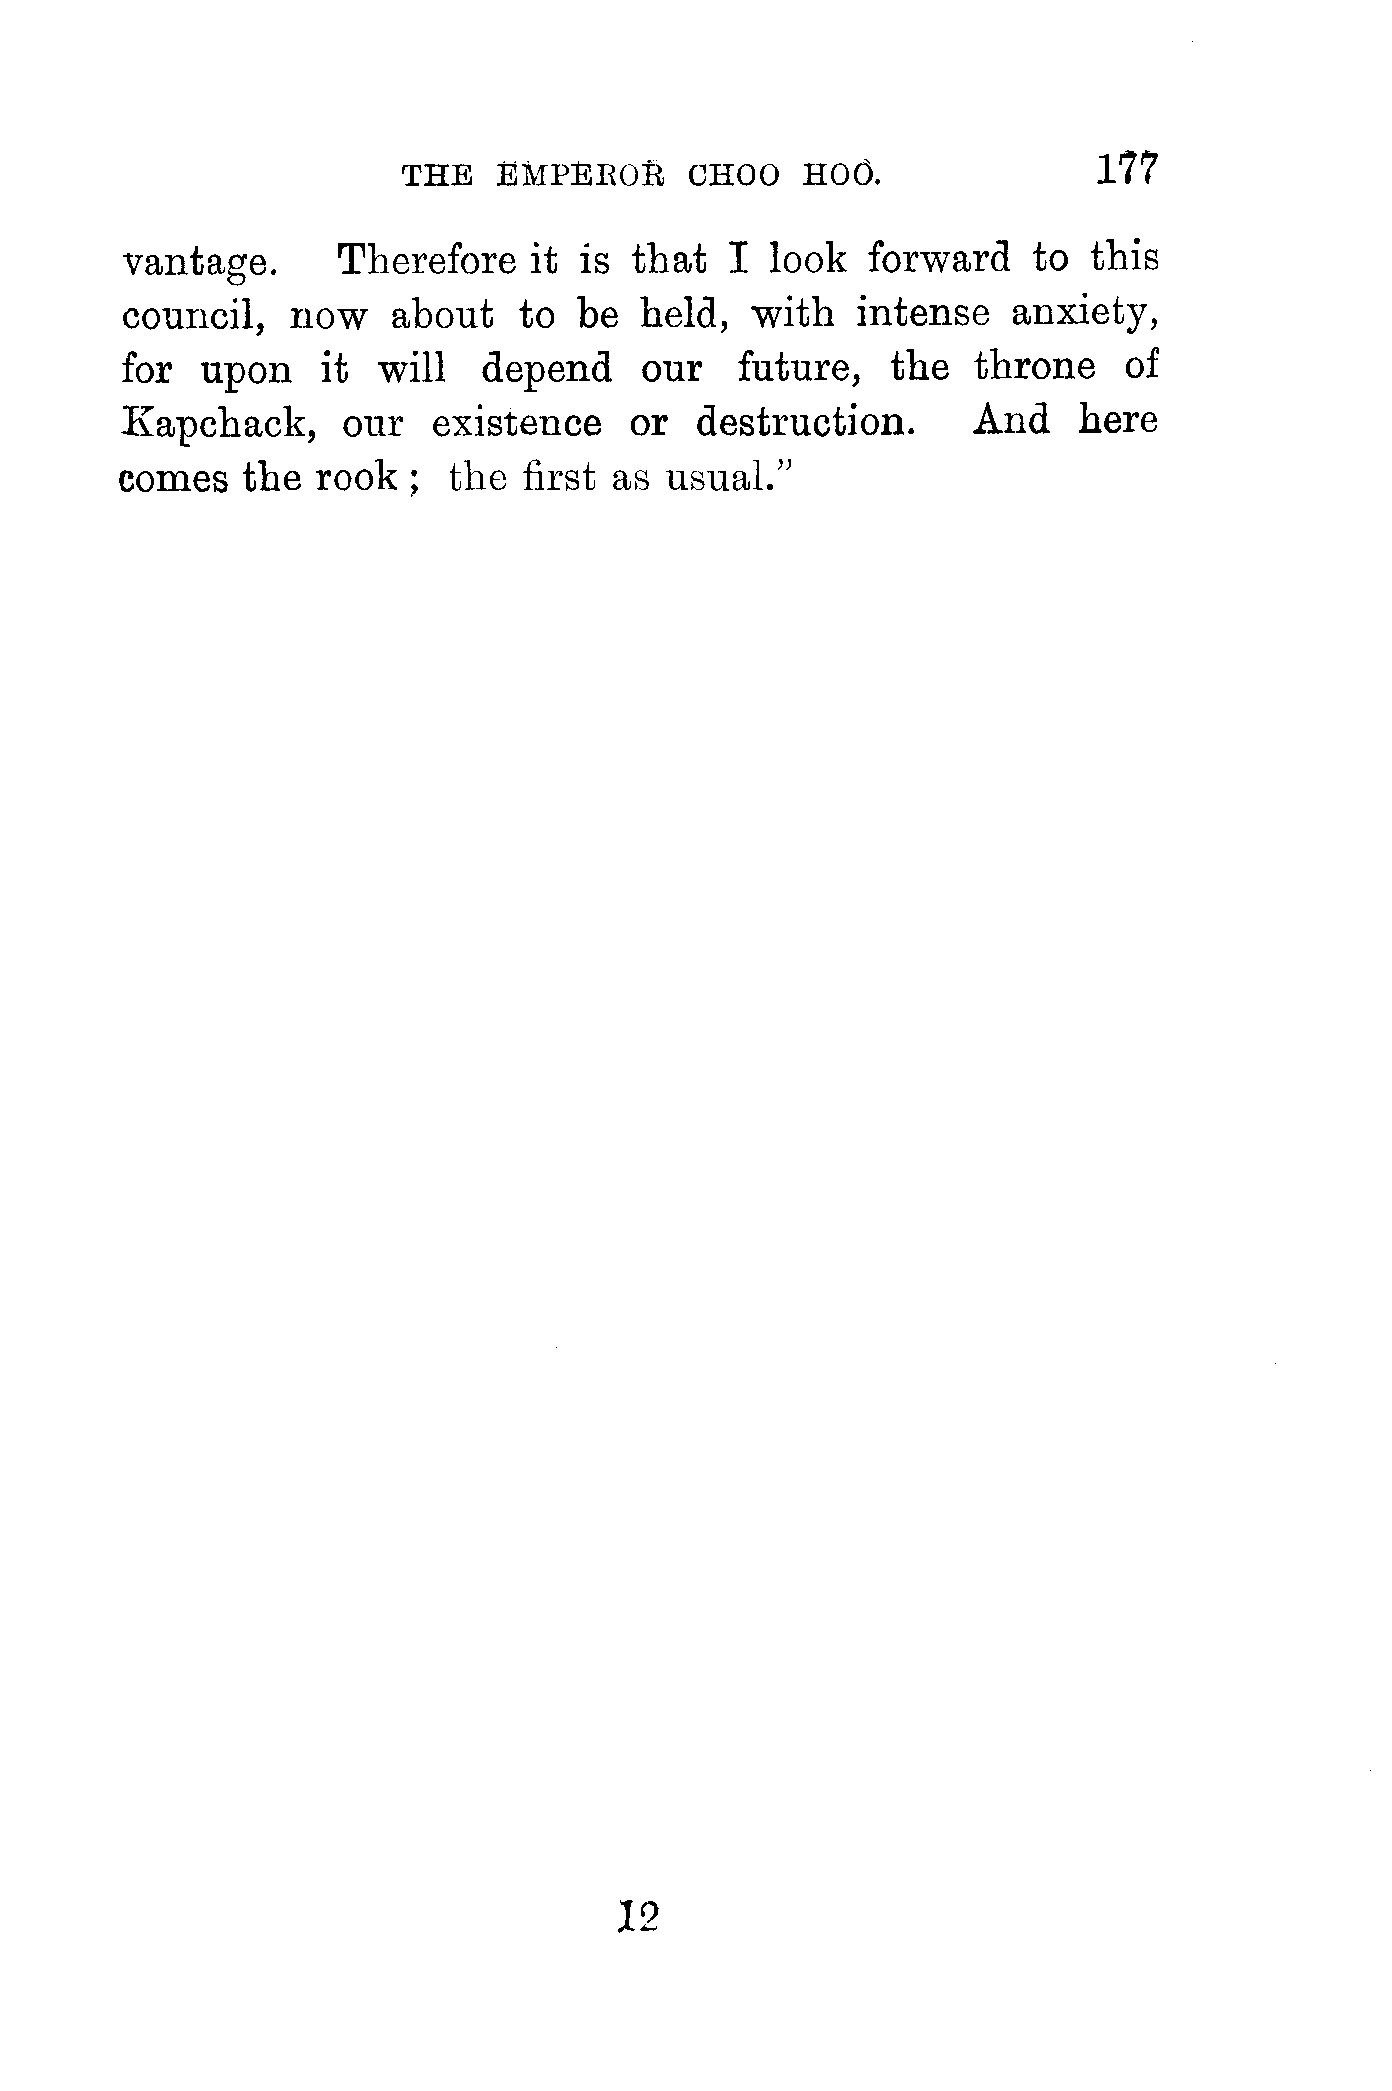 THE EMPEROR CHOO HOO. 177
vantage. Therefore it is that I look forward to this
council, now about to be held, with intense anxiety,
for upon it will depend our future, the throne of
Kapchack, our existence or destruction. And here
comes the rook ; the first as usual.”
12